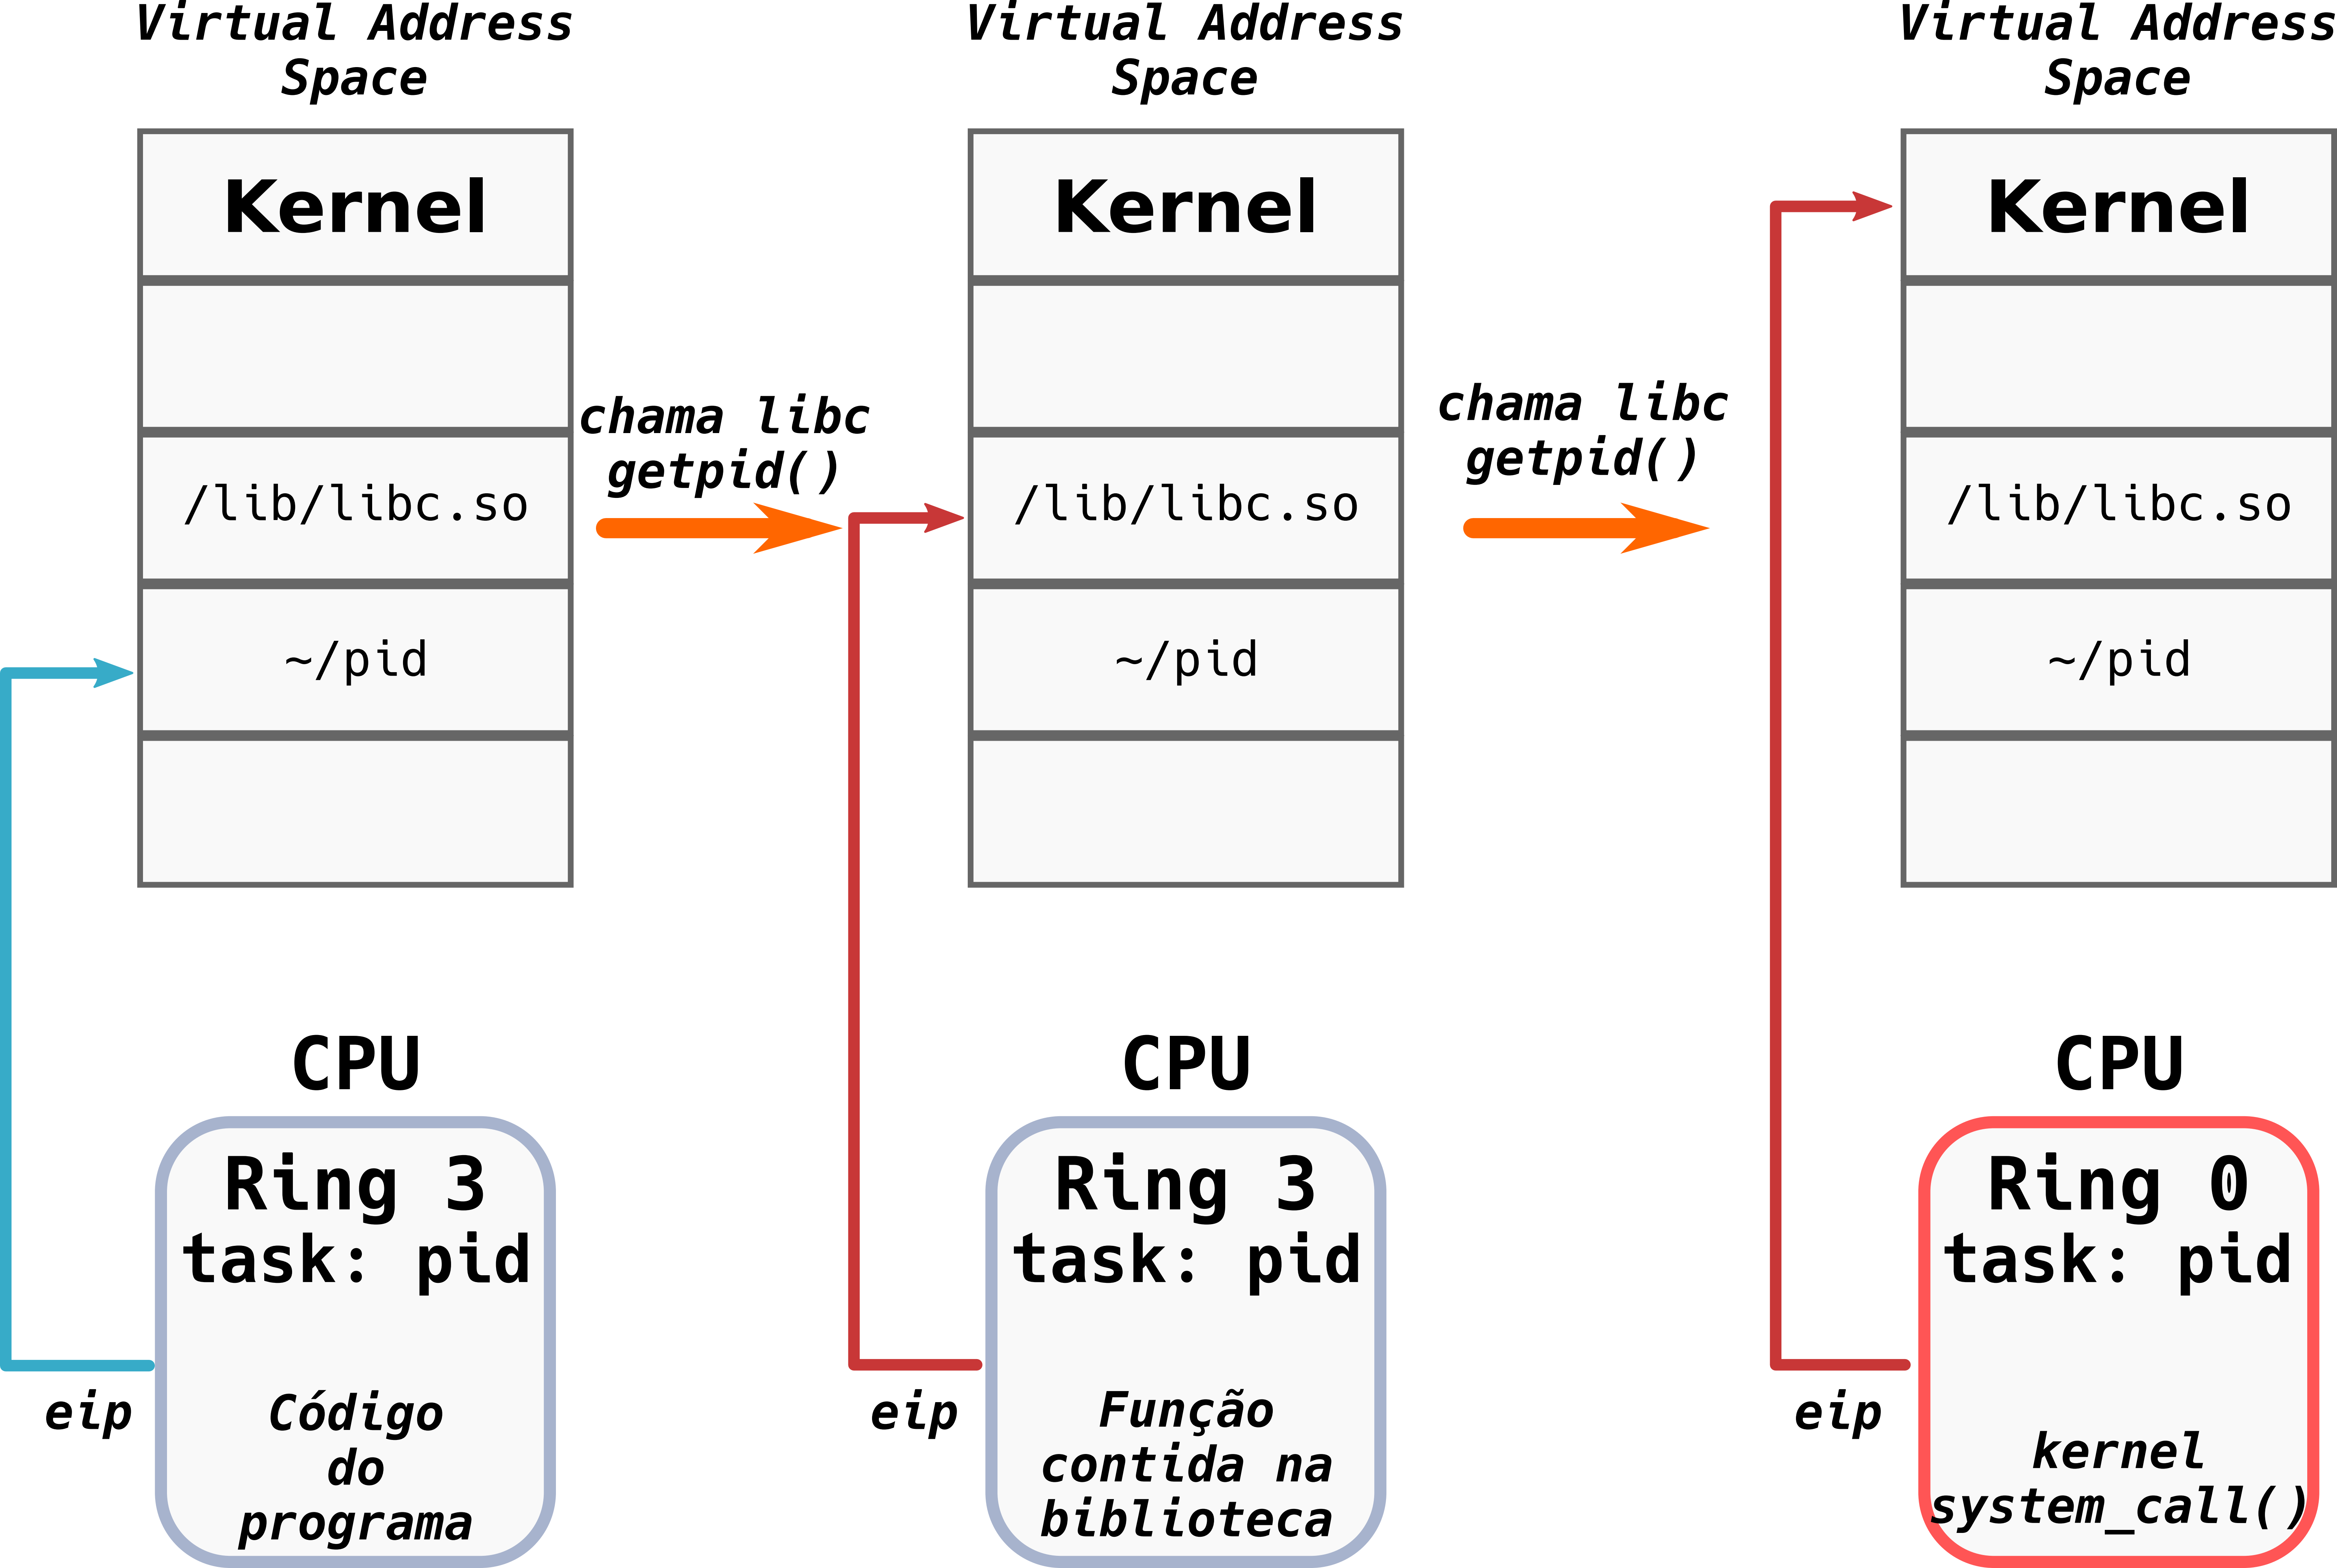 Virtual Address
Space
Kernel
/lib/libc.so
~/pid
CPU
Ring 3
task: pid
eip
Código
do
programa
chama libc
getpid()
Virtual Address
Space
Kernel
/lib/libc.so
~/pid
CPU
Ring 3
task: pid
eip
Função
contida na
biblioteca
chama libc
getpid()
Virtual Address
Space
Kernel
/lib/libc.so
~/pid
CPU
Ring 0
task: pid
eip
kernel
system_call()